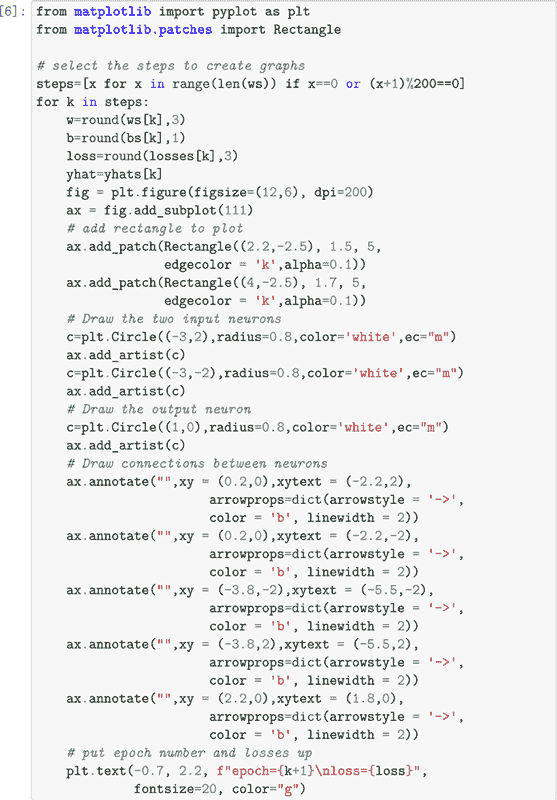 [6]: from matplotlib import pyplot as plt
from matplotlib.patches import Rectangle

# select the steps to create graphs
steps=[x for x in range(len(ws)) if x==0 or (x+1)%200==0]
for k in steps:
    w=round(ws[k],3)
    b=round(bs[k],1)
    loss=round(losses[k],3)
    yhat=yhats[k]
    fig = plt.figure(figsize=(12,6), dpi=200)
    ax = fig.add_subplot(111)
    # add rectangle to plot
    ax.add_patch(Rectangle((2.2,-2.5), 1.5, 5,
                 edgecolor = 'k',alpha=0.1))
    ax.add_patch(Rectangle((4,-2.5), 1.7, 5,
                 edgecolor = 'k',alpha=0.1))
    # Draw the two input neurons
    c=plt.Circle((-3,2),radius=0.8,color='white',ec="m")
    ax.add_artist(c)
    c=plt.Circle((-3,-2),radius=0.8,color='white',ec="m")
    ax.add_artist(c)
    # Draw the output neuron
    c=plt.Circle((1,0),radius=0.8,color='white',ec="m")
    ax.add_artist(c)
    # Draw connections between neurons
    ax.annotate("",xy = (0.2,0),xytext = (-2.2,2),
                      arrowprops=dict(arrowstyle = '->',
                      color = 'b', linewidth = 2))
    ax.annotate("",xy = (0.2,0),xytext = (-2.2,-2),
                      arrowprops=dict(arrowstyle = '->',
                      color = 'b', linewidth = 2))
    ax.annotate("",xy = (-3.8,-2),xytext = (-5.5,-2),
                      arrowprops=dict(arrowstyle = '->',
                      color = 'b', linewidth = 2))
    ax.annotate("",xy = (-3.8,2),xytext = (-5.5,2),
                      arrowprops=dict(arrowstyle = '->',
                      color = 'b', linewidth = 2))
    ax.annotate("",xy = (2.2,0),xytext = (1.8,0),
                      arrowprops=dict(arrowstyle = '->',
                      color = 'b', linewidth = 2))
    # put epoch number and losses up
    plt.text(-0.7, 2.2, f"epoch={k+1}\nloss={loss}",
             fontsize=20, color="g")